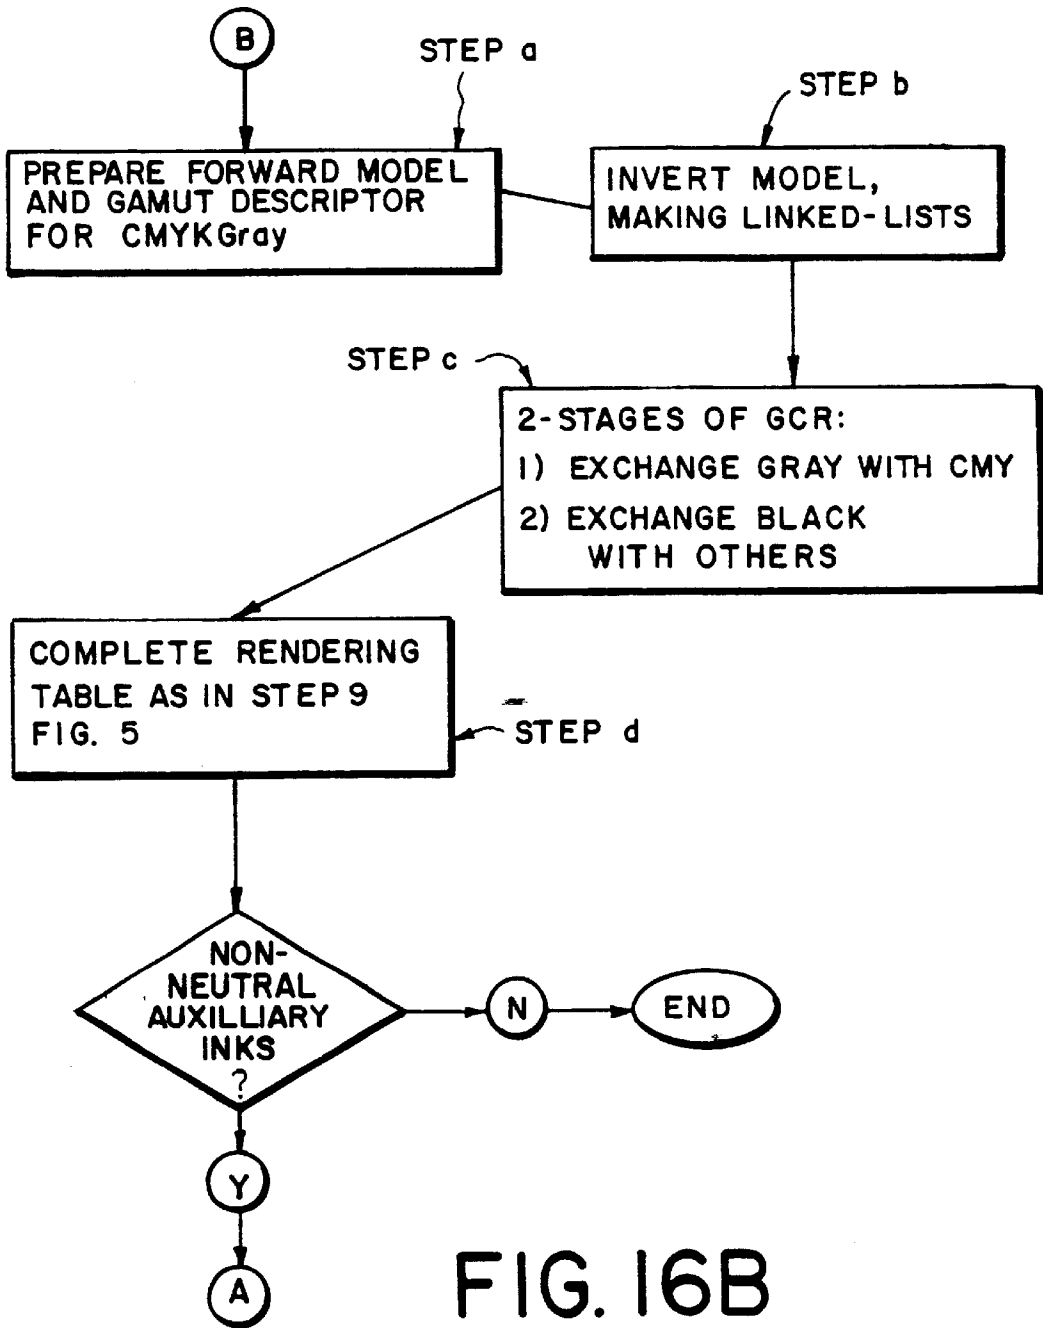 B
STEP a
STEP b
PREPARE FORWARD MODEL
AND GAMUT DESCRIPTOR
FOR CMYKGray
INVERT MODEL,
MAKING LINKED-LISTS
STEP c
2-STAGES OF GCR:
1) EXCHANGE GRAY WITH CMY
2) EXCHANGE BLACK
WITH OTHERS
COMPLETE RENDERING
TABLE AS IN STEP 9
FIG. 5
STEP d
NON-
NEUTRAL
AUXILLIARY
INKS
?
N
END
Y
A
FIG. 16B